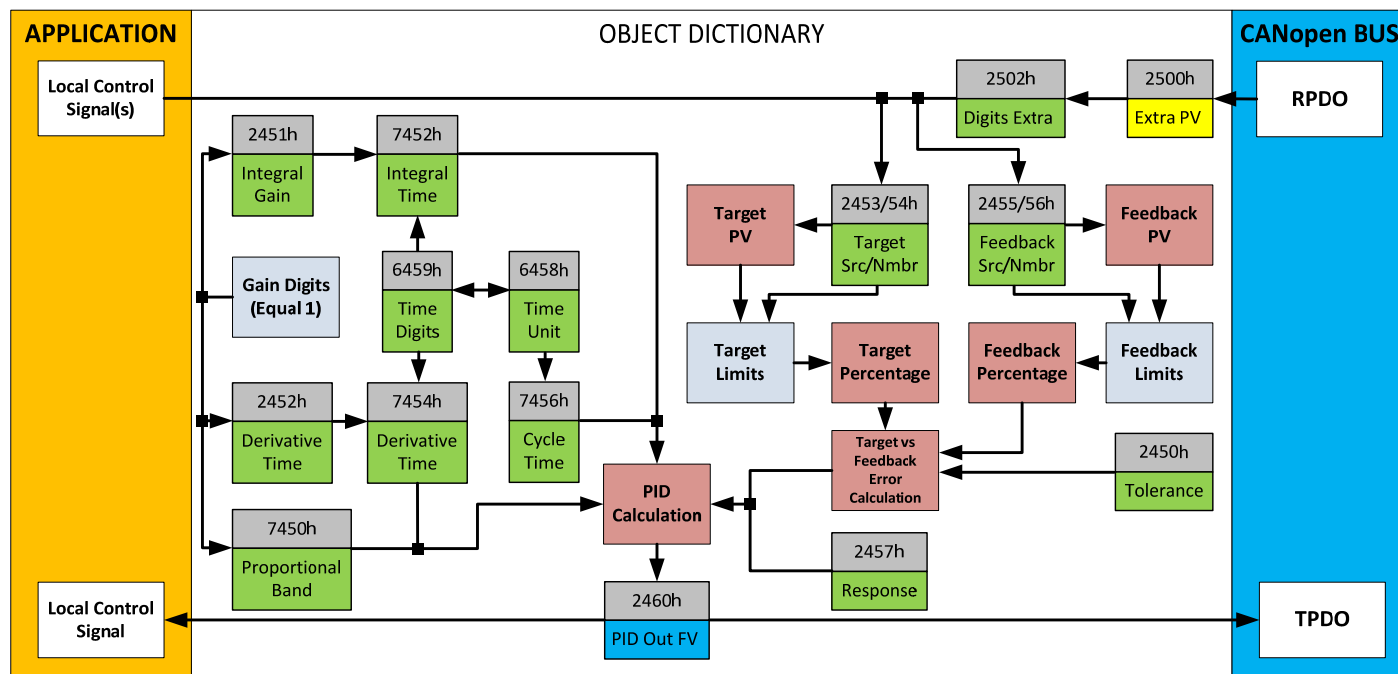 APPLICATION
OBJECT DICTIONARY
CANopen BUS
Local Control
Signal(s)
2502h
Digits Extra
2500h
Extra PV
RPDO
2451h
Integral
Gain
7452h
Integral
Time
Target
PV
2453/54h
Target
Src/Nmbr
2455/56h
Feedback
Src/Nmbr
Feedback
PV
Gain Digits
(Equal 1)
6459h
Time
Digits
6458h
Time
Unit
Target
Limits
Target
Percentage
Feedback
Percentage
Feedback
Limits
2452h
Derivative
Time
7454h
Derivative
Time
7456h
Cycle
Time
Target vs
Feedback
Error
Calculation
2450h
Tolerance
PID
Calculation
7450h
Proportional
Band
2457h
Response
Local Control
Signal
2460h
PID Out FV
TPDO